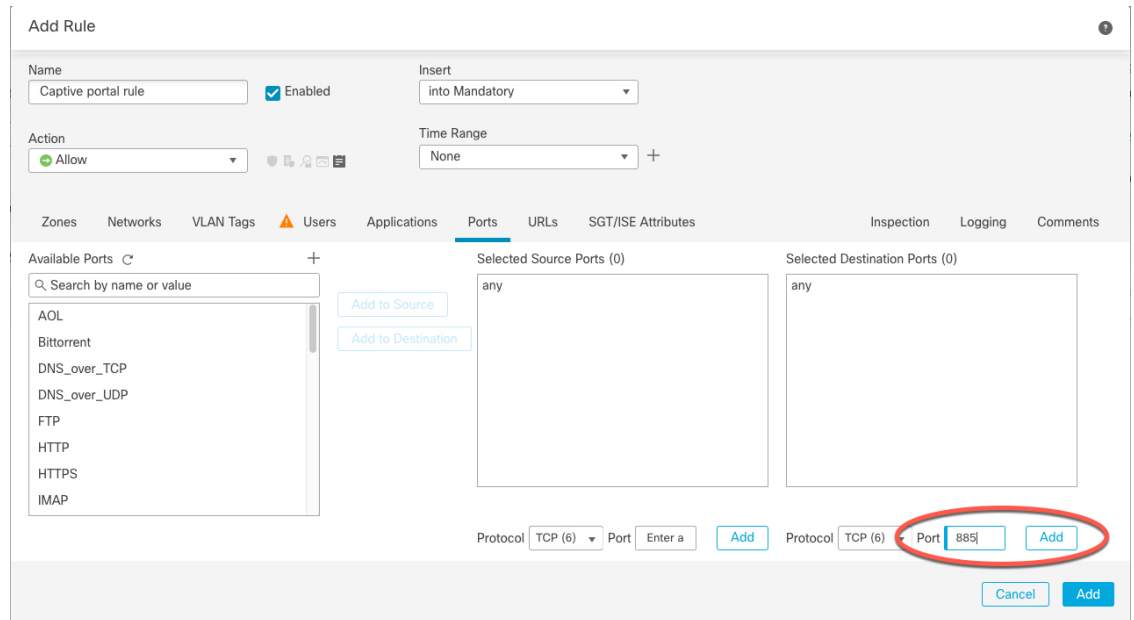 Add Rule
Name
Insert
Captive portal rule
Enabled
into Mandatory
Action
Time Range
Allow
None
Zones Networks VLAN Tags Users Applications Ports URLs SGT/ISE Attributes Inspection Logging Comments
Available Ports
Selected Source Ports (0)
Selected Destination Ports (0)
Search by name or value
any
any
Add to Source
Add to Destination
AOL
Bittorrent
DNS_over_TCP
DNS_over_UDP
FTP
HTTP
HTTPS
IMAP
Protocol TCP (6) Port Enter a Add Protocol TCP (6) Port 885 Add
Cancel Add